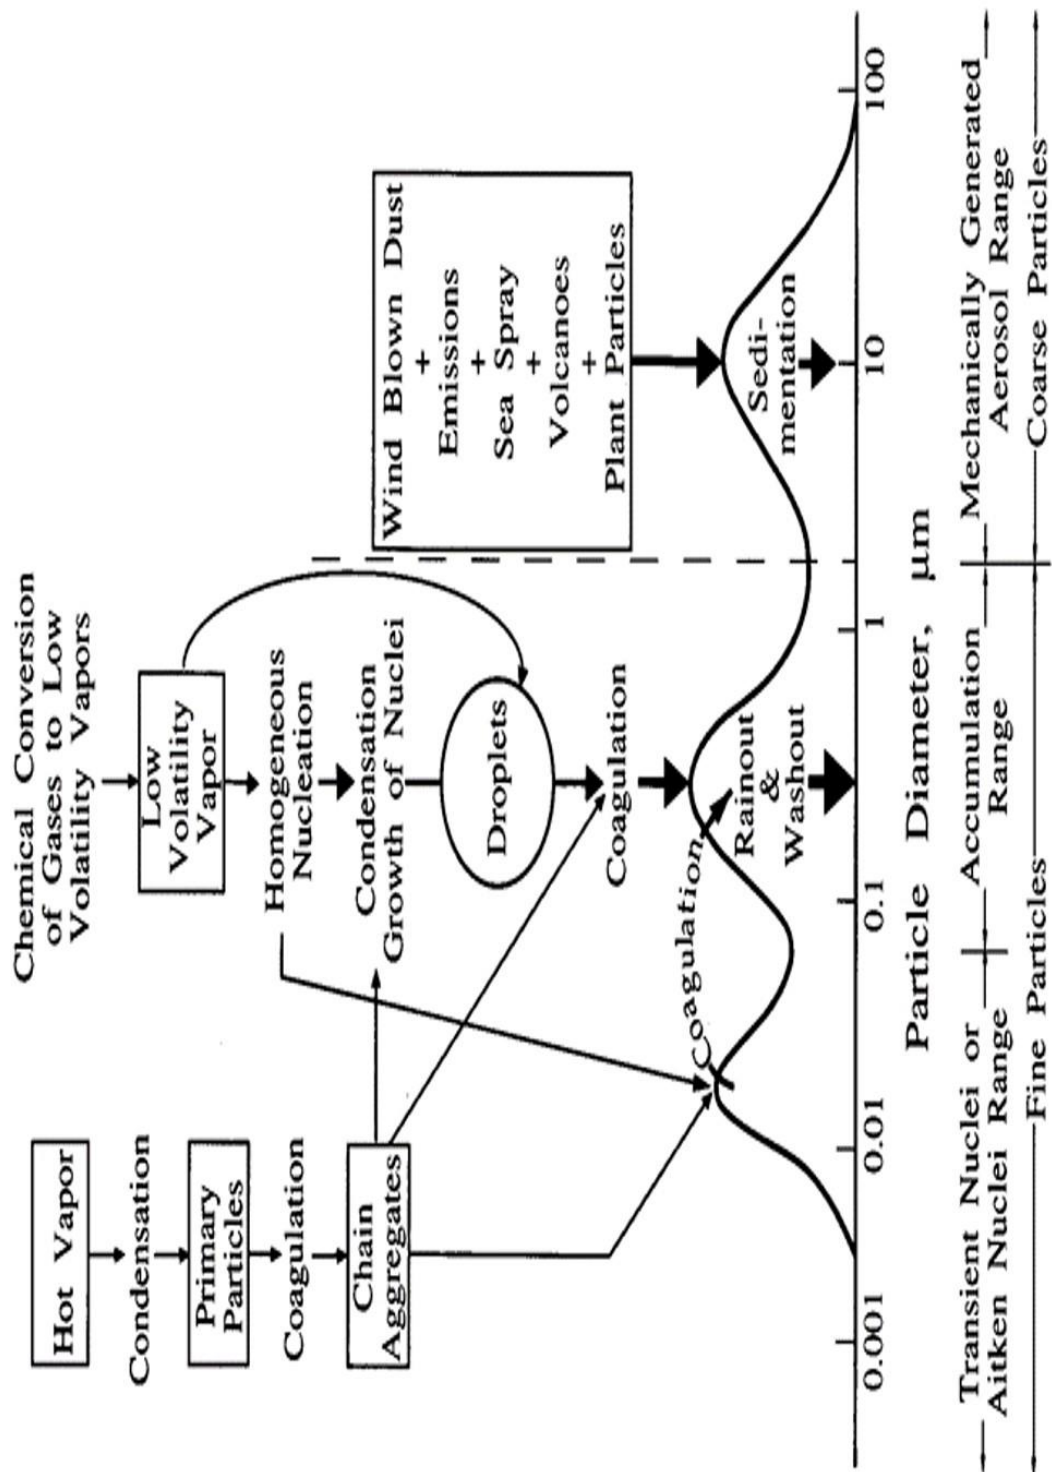 Chemical Conversion
of Gases to Low
Volatility Vapors
Hot Vapor
Condensation
Primary
Particles
Coagulation
Chain
Aggregates
Low
Volatility
Vapor
Homogeneous
Nucleation
Condensation
Growth of Nuclei
Droplets
Coagulation
Wind Blown Dust
+
Emissions
+
Sea Spray
+
Volcanoes
+
Plant Particles
Coagulation
Rainout
&
Washout
Sedi-
mentation
0.001 0.01 0.1 1 10 100
Particle Diameter, µm
Transient Nuclei or
Aitken Nuclei Range
Accumulation
Range
Mechanically Generated
Aerosol Range
Fine Particles
Coarse Particles